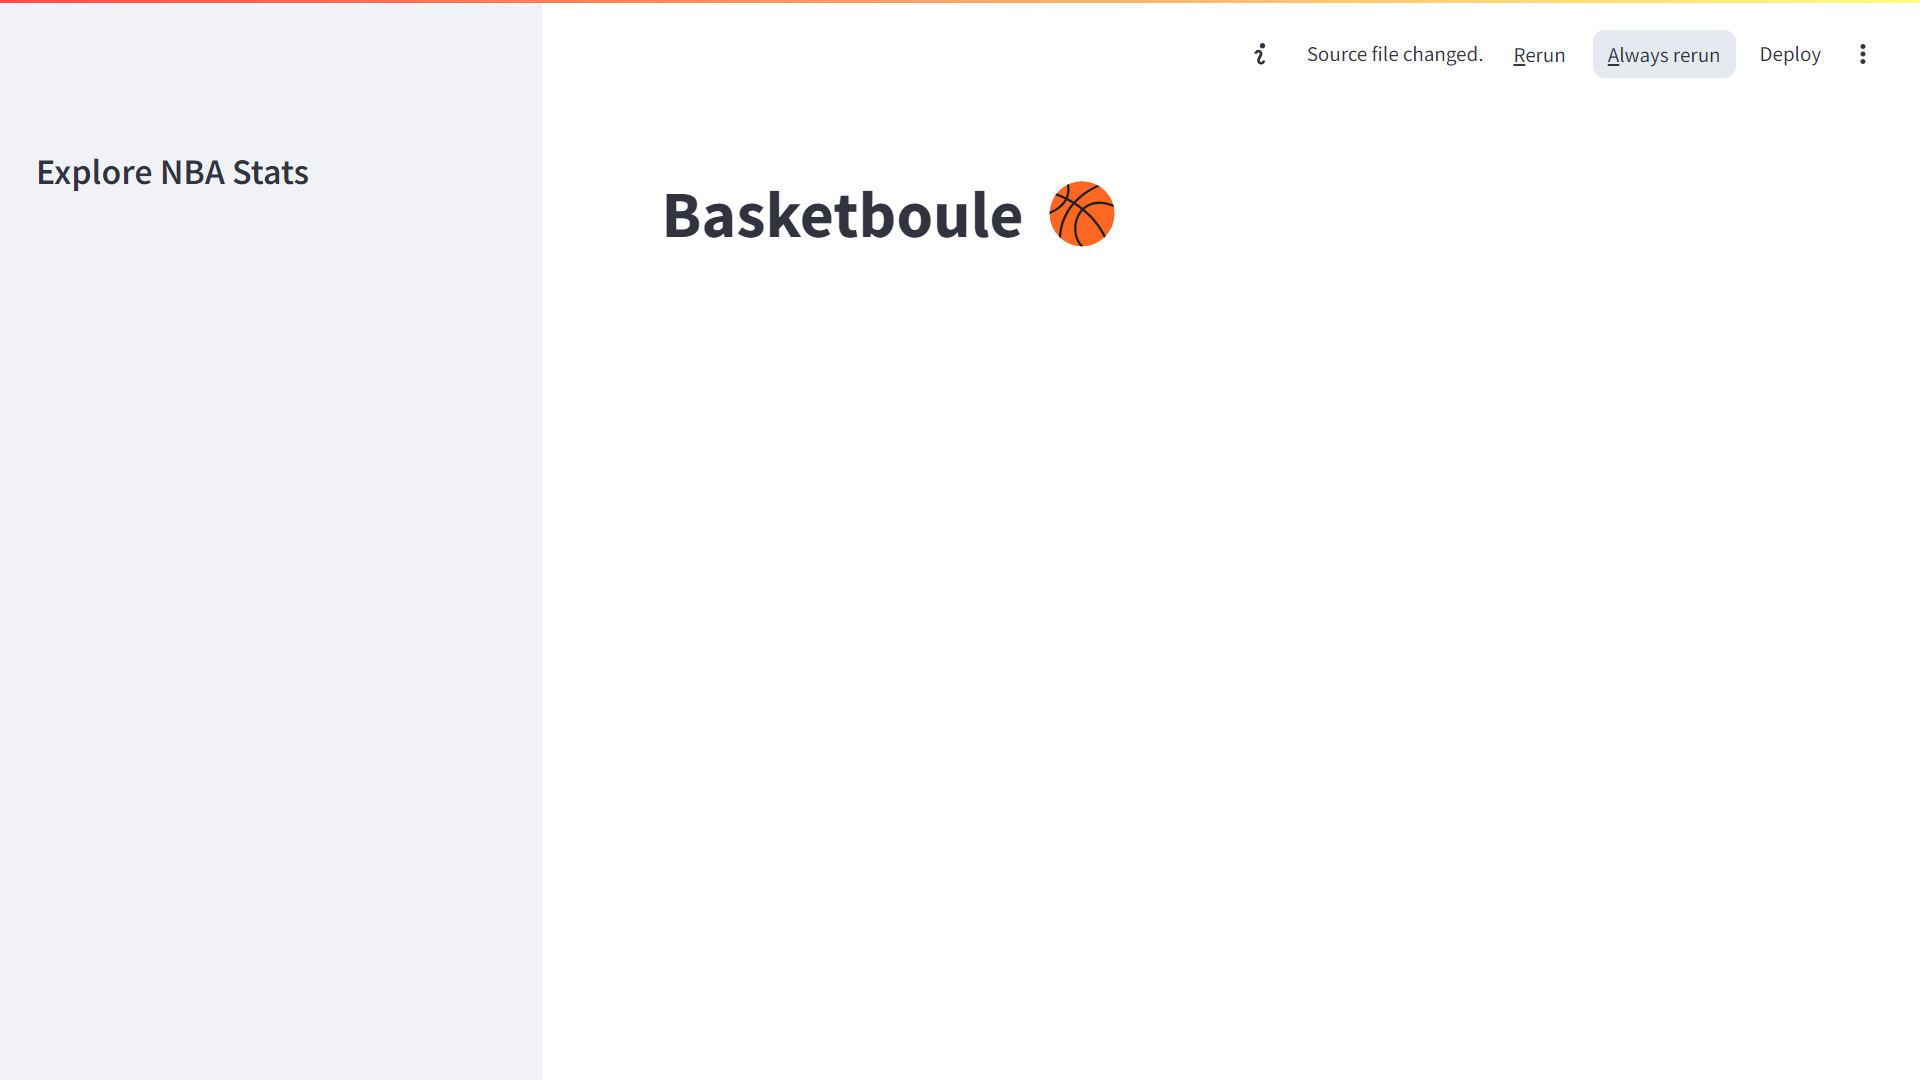 Source file changed. Rerun Always rerun Deploy
Explore NBA Stats
Basketboule 🏀